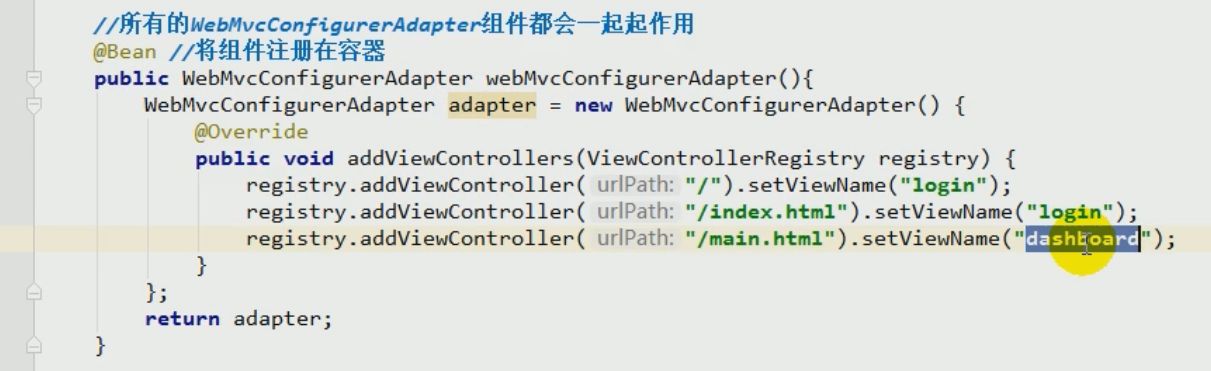 //所有的WebMvcConfigurerAdapter组件都会一起起作用
@Bean //将组件注册在容器
public WebMvcConfigurerAdapter webMvcConfigurerAdapter(){
WebMvcConfigurerAdapter adapter = new WebMvcConfigurerAdapter() {
@Override
public void addViewControllers(ViewControllerRegistry registry) {
registry.addViewController( urlPath: "/").setViewName("login");
registry.addViewController( urlPath: "/index.html").setViewName("login");
registry.addViewController( urlPath: "/main.html").setViewName("dashboard");
}
};
return adapter;
}